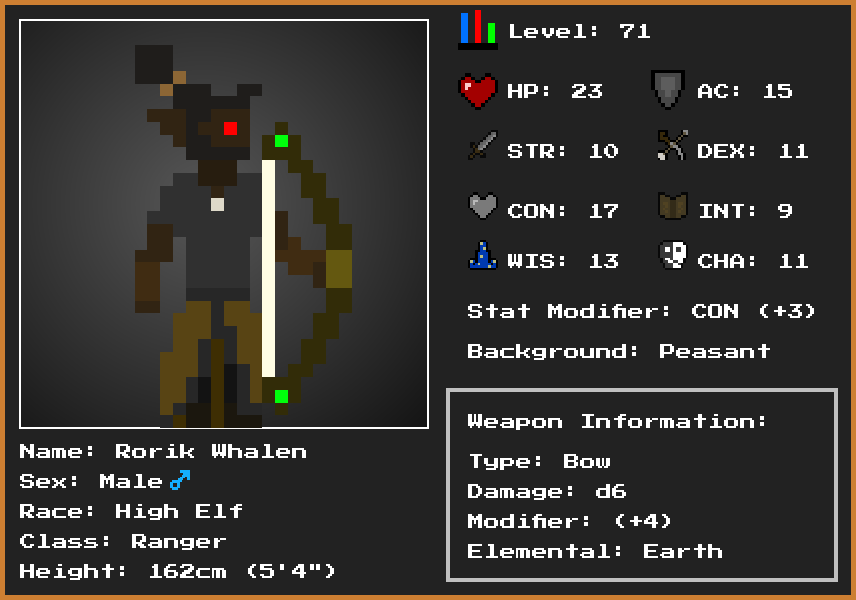 Level: 71
HP: 23
AC: 15
STR: 10
DEX: 11
CON: 17
INT: 9
WIS: 13
CHA: 11
Stat Modifier: CON (+3)
Background: Peasant
Weapon Information:
Type: Bow
Damage: d6
Modifier: (+4)
Elemental: Earth
Name: Rorik Whalen
Sex: Male♂
Race: High Elf
Class: Ranger
Height: 162cm (5'4")